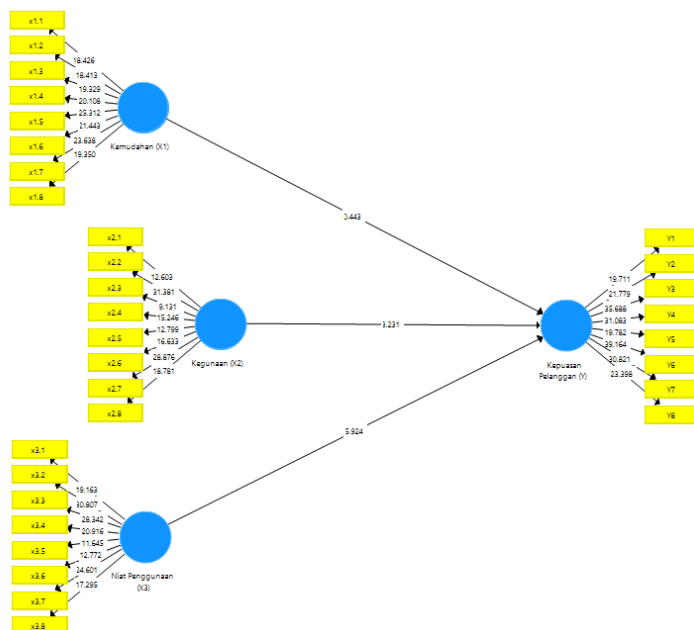 x1.1
x1.2
x1.3
x1.4
x1.5
x1.6
x1.7
x1.8
18.426
18.413
19.329
20.108
25.312
21.443
23.638
19.350
Kemudahan (X1)
x2.1
x2.2
x2.3
x2.4
x2.5
x2.6
x2.7
x2.8
12.603
31.381
9.131
15.246
12.799
16.633
28.876
18.781
Kegunaan (X2)
x3.1
x3.2
x3.3
x3.4
x3.5
x3.6
x3.7
x3.8
19.163
30.807
28.342
20.916
11.645
12.772
17.295
Niat Penggunaan
(X3)
3.231
5.924
Kepuasan
Pelanggan (Y)
19.711
21.779
35.688
31.083
19.782
39.164
30.821
23.398
Y1
Y2
Y3
Y4
Y5
Y6
Y7
Y8